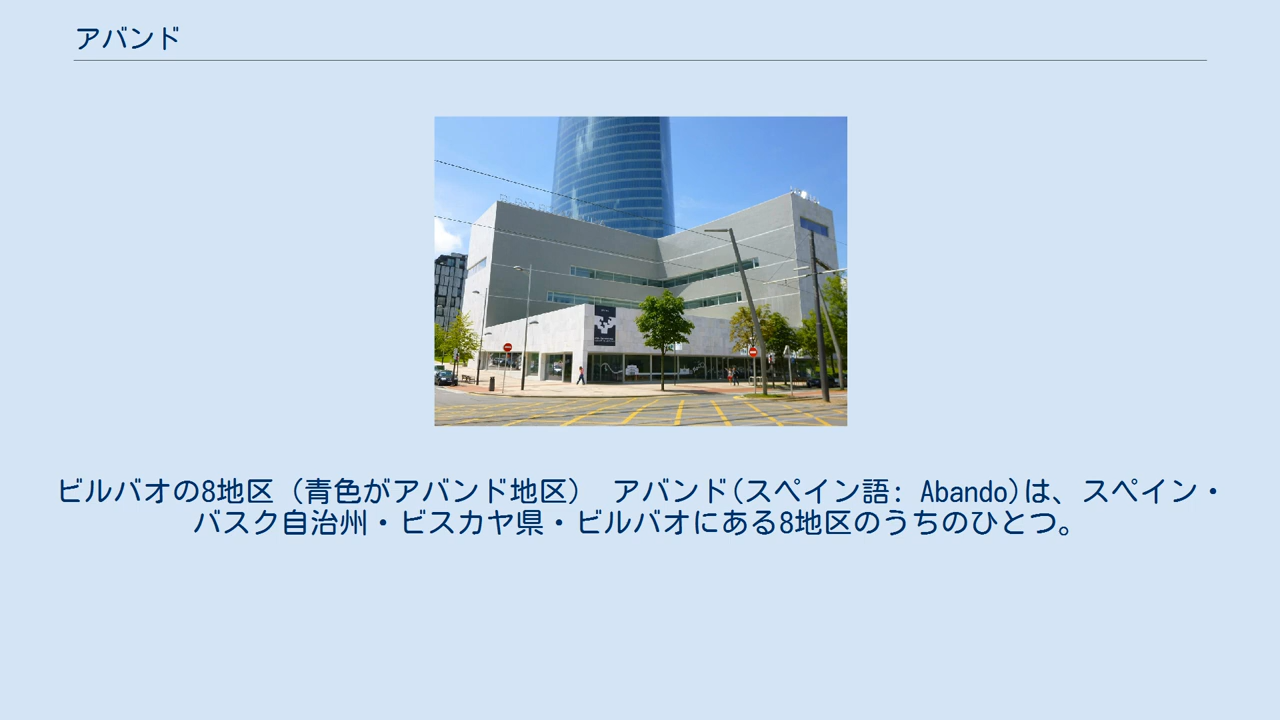 アバンド
ビルバオの8地区（青色がアバンド地区） アバンド(スペイン語: Abando)は、スペイン・
バスク自治州・ビスカヤ県・ビルバオにある8地区のうちのひとつ。